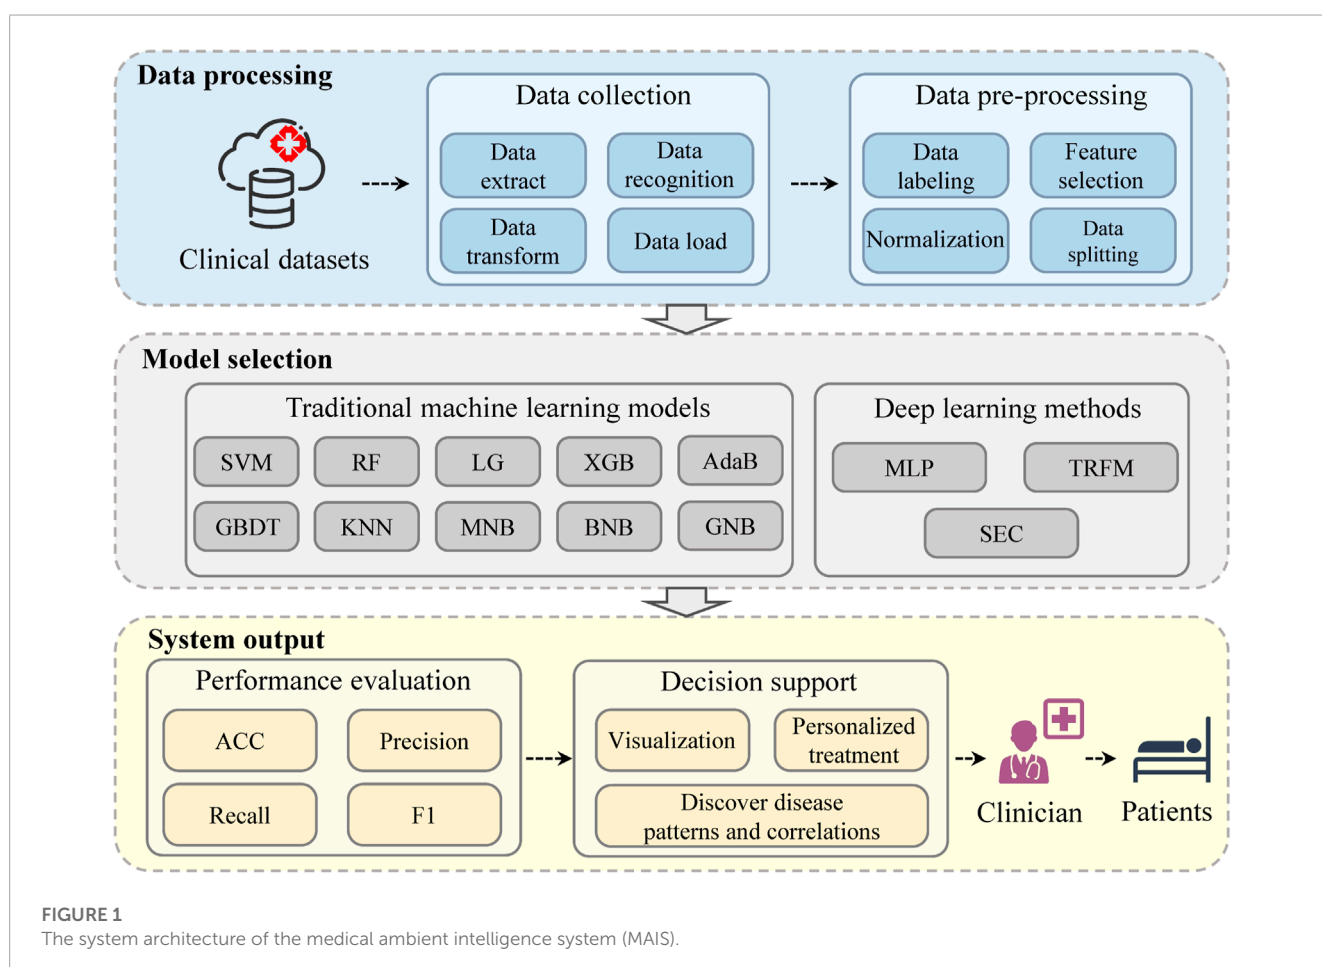 Data processing
Clinical datasets
Data collection
Data
extract
Data
recognition
Data
transform
Data load
Data pre-processing
Data
labeling
Feature
selection
Normalization
Data
splitting
Model selection
Traditional machine learning models
SVM
RF
LG
XGB
AdaB
GBDT
KNN
MNB
BNB
GNB
Deep learning methods
MLP
TRFM
SEC
System output
Performance evaluation
ACC
Precision
Recall
F1
Decision support
Visualization
Personalized
treatment
Discover disease
patterns and correlations
Clinician
Patients
FIGURE 1
The system architecture of the medical ambient intelligence system (MAIS).